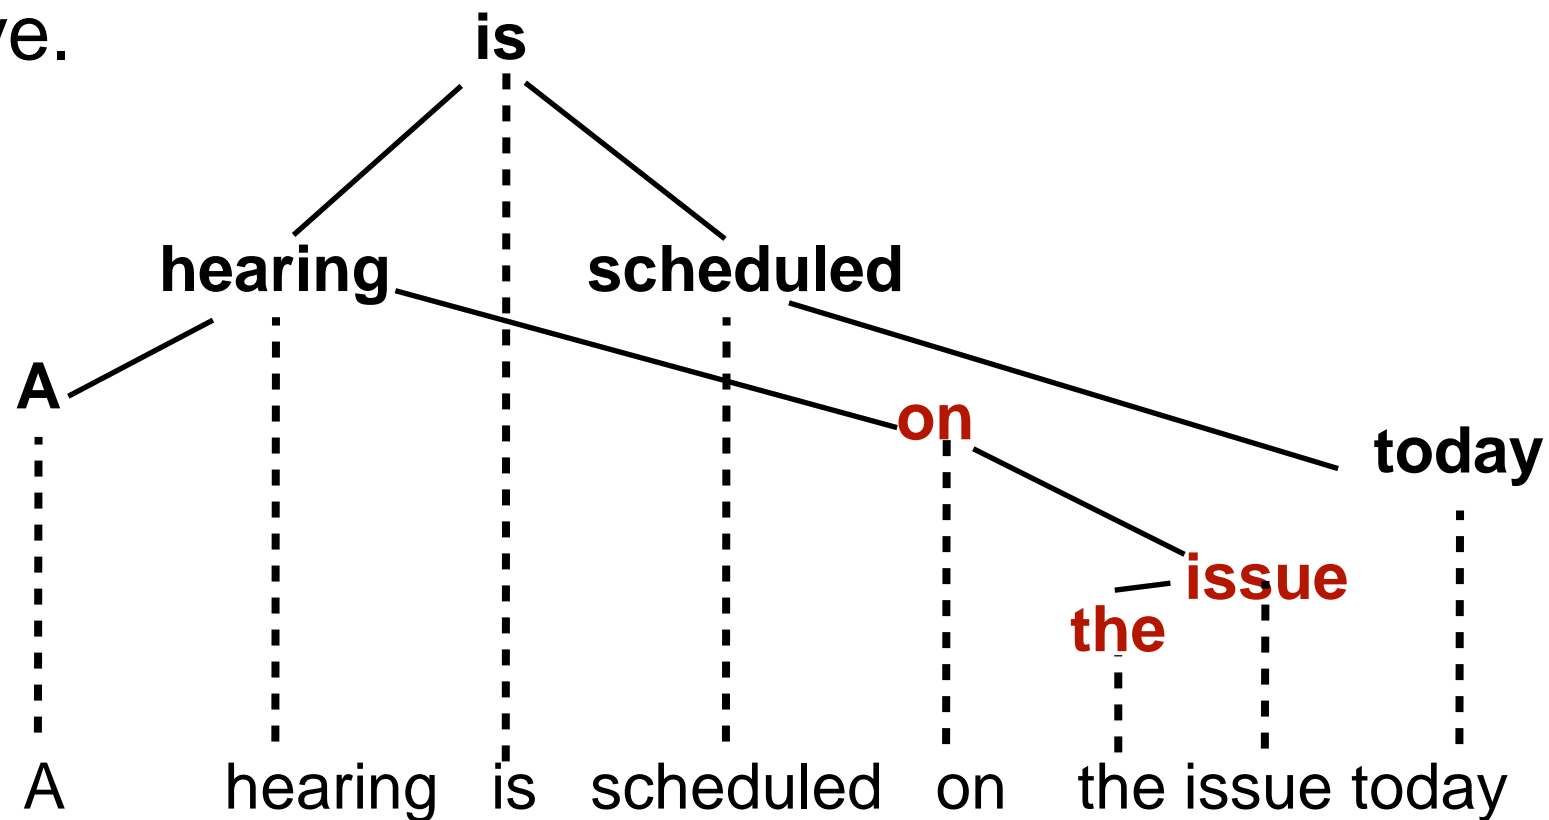 ve.
is
hearing scheduled
A
on
today
issue
the
A hearing is scheduled on the issue today